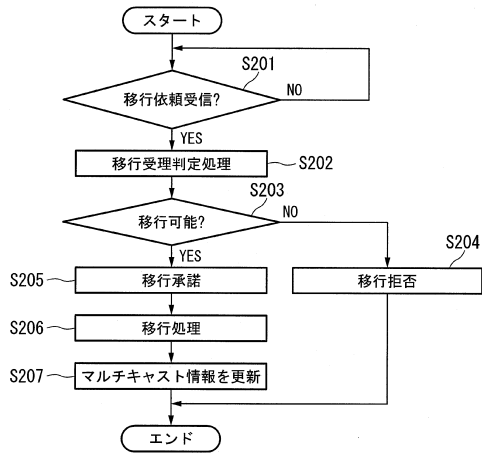 スタート
S201
移行依頼受信?
NO
YES
移行受理判定処理
S202
S203
移行可能?
NO
YES
S204
S205
移行承諾
移行拒否
S206
移行処理
S207
マルチキャスト情報を更新
エンド